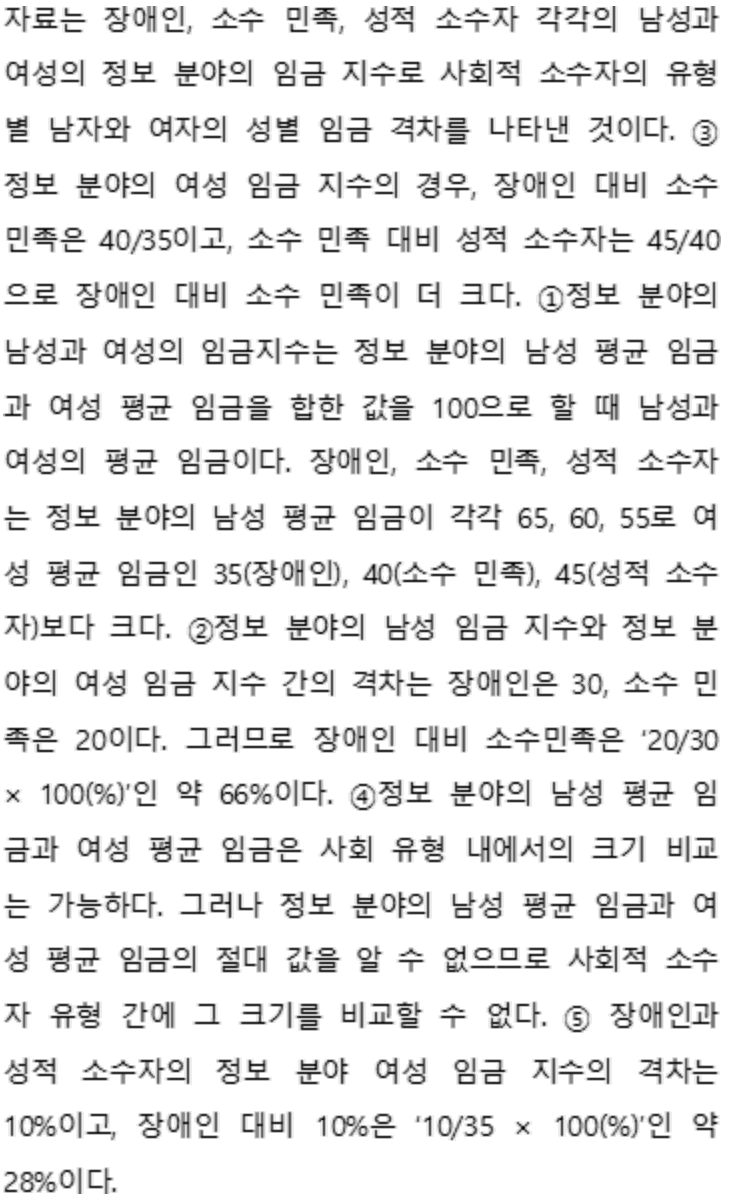 자료는 장애인, 소수 민족, 성적 소수자 각각의 남성과
여성의 정보 분야의 임금 지수로 사회적 소수자의 유형
별 남자와 여자의 성별 임금 격차를 나타낸 것이다. ③
정보 분야의 여성 임금 지수의 경우, 장애인 대비 소수
민족은 40/35이고, 소수 민족 대비 성적 소수자는 45/40
으로 장애인 대비 소수 민족이 더 크다. ①정보 분야의
남성과 여성의 임금지수는 정보 분야의 남성 평균 임금
과 여성 평균 임금을 합한 값을 100으로 할 때 남성과
여성의 평균 임금이다. 장애인, 소수 민족, 성적 소수자
는 정보 분야의 남성 평균 임금이 각각 65, 60, 55로 여
성 평균 임금인 35(장애인), 40(소수 민족), 45(성적 소수
자)보다 크다. ②정보 분야의 남성 임금 지수와 정보 분
야의 여성 임금 지수 간의 격차는 장애인은 30, 소수 민
족은 20이다. 그러므로 장애인 대비 소수민족은 ‘20/30
× 100(%)’인 약 66%이다. ④정보 분야의 남성 평균 임
금과 여성 평균 임금은 사회 유형 내에서의 크기 비교
는 가능하다. 그러나 정보 분야의 남성 평균 임금과 여
성 평균 임금의 절대 값을 알 수 없으므로 사회적 소수
자 유형 간에 그 크기를 비교할 수 없다. ⑤ 장애인과
성적 소수자의 정보 분야 여성 임금 지수의 격차는
10%이고, 장애인 대비 10%은 ‘10/35 × 100(%)’인 약
28%이다.